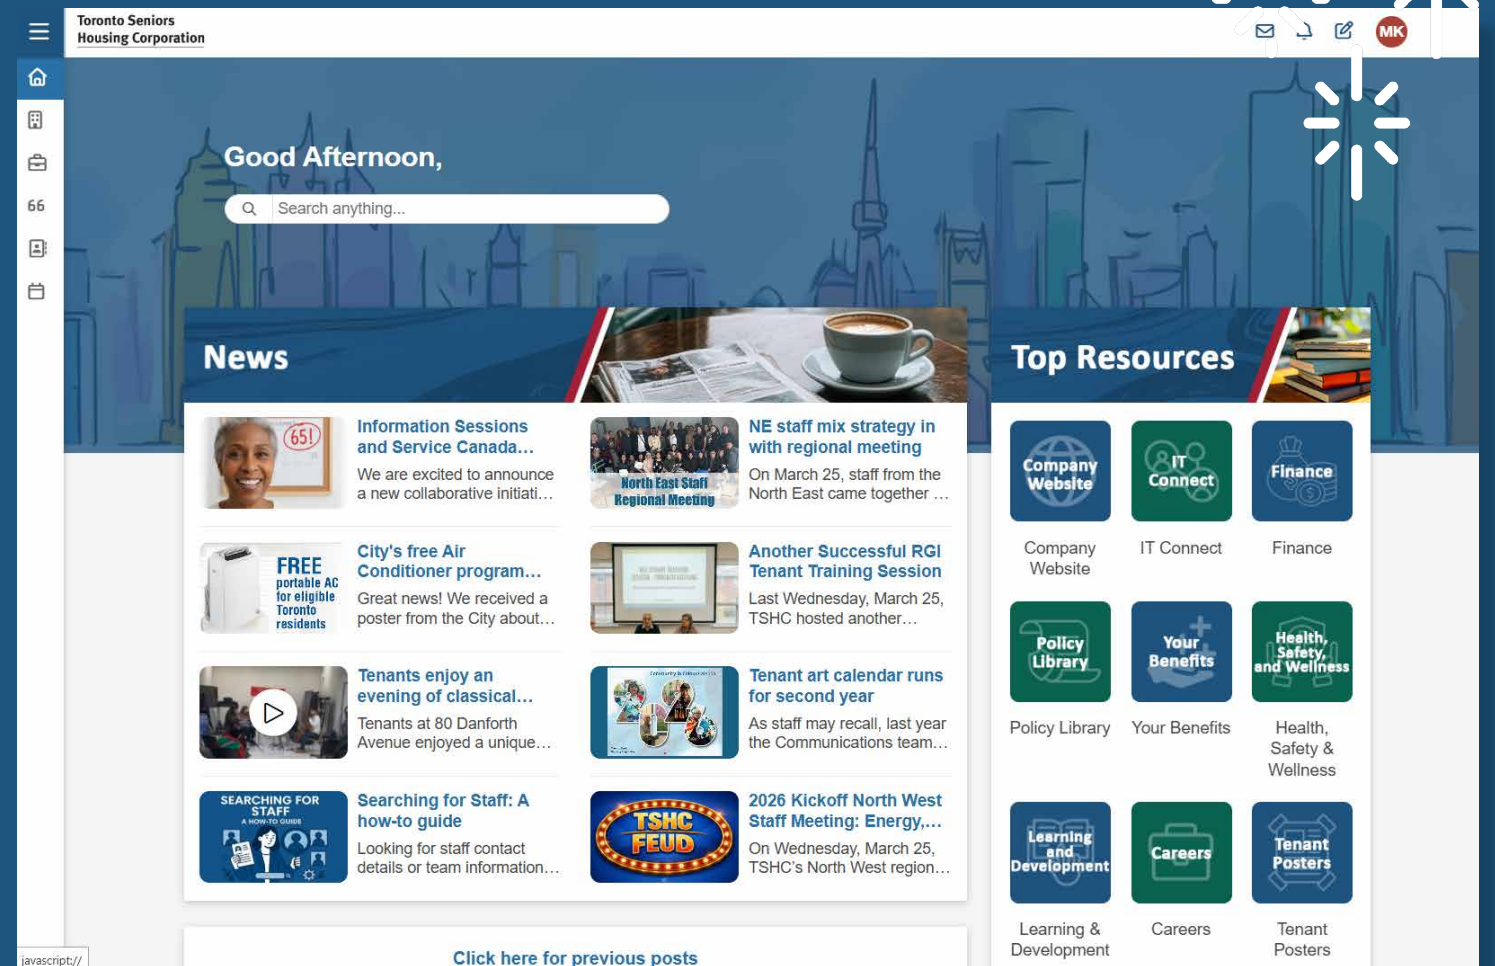 Toronto Seniors
Housing Corporation
MK
Good Afternoon,
Search anything...
66
News
Information Sessions
and Service Canada...
We are excited to announce
a new collaborative initiati...
65!
NE staff mix strategy in
with regional meeting
On March 25, staff from the
North East came together ...
North East Staff
Regional Meeting
City's free Air
Conditioner program...
Great news! We received a
poster from the City about...
FREE
portable AC
for eligible
Toronto
residents
Another Successful RGI
Tenant Training Session
Last Wednesday, March 25,
TSHC hosted another...
Tenants enjoy an
evening of classical...
Tenants at 80 Danforth
Avenue enjoyed a unique...
Tenant art calendar runs
for second year
As staff may recall, last year
the Communications team...
2026
SEARCHING FOR
STAFF
A HOW-TO GUIDE
Searching for Staff: A
how-to guide
Looking for staff contact
details or team information...
TSHC
FEUD
2026 Kickoff North West
Staff Meeting: Energy,...
On Wednesday, March 25,
TSHC's North West region...
Click here for previous posts
Top Resources
Company
Website
IT
Connect
Finance
Company
Website
IT Connect
Finance
Policy
Library
Your
Benefits
Health,
Safety,
and Wellness
Policy Library
Your Benefits
Health,
Safety &
Wellness
Learning
and
Development
Careers
Tenant
Posters
Learning &
Development
Careers
Tenant
Posters
javascript://